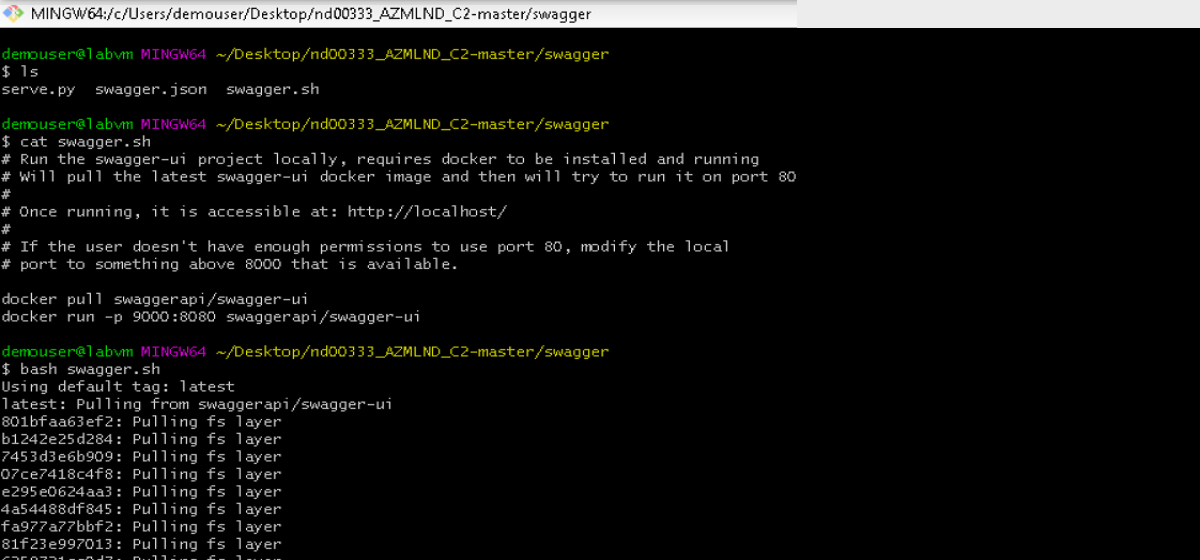 MINGW64:/c/Users/demouser/Desktop/nd00333_AZMLND_C2-master/swagger
demouser@labvm MINGW64 ~/Desktop/nd00333_AZMLND_C2-master/swagger
$ ls
serve.py  swagger.json  swagger.sh
demouser@labvm MINGW64 ~/Desktop/nd00333_AZMLND_C2-master/swagger
$ cat swagger.sh
# Run the swagger-ui project locally, requires docker to be installed and running
# Will pull the latest swagger-ui docker image and then will try to run it on port 80
#
# Once running, it is accessible at: http://localhost/
#
# If the user doesn't have enough permissions to use port 80, modify the local
# port to something above 8000 that is available.
docker pull swaggerapi/swagger-ui
docker run -p 9000:8080 swaggerapi/swagger-ui
demouser@labvm MINGW64 ~/Desktop/nd00333_AZMLND_C2-master/swagger
$ bash swagger.sh
Using default tag: latest
latest: Pulling from swaggerapi/swagger-ui
801bfaa63ef2: Pulling fs layer
b1242e25d284: Pulling fs layer
7453d3e6b909: Pulling fs layer
07ce7418c4f8: Pulling fs layer
e295e0624aa3: Pulling fs layer
4a54488df845: Pulling fs layer
fa977a77bbf2: Pulling fs layer
81f23e997013: Pulling fs layer
Pulling fs layer